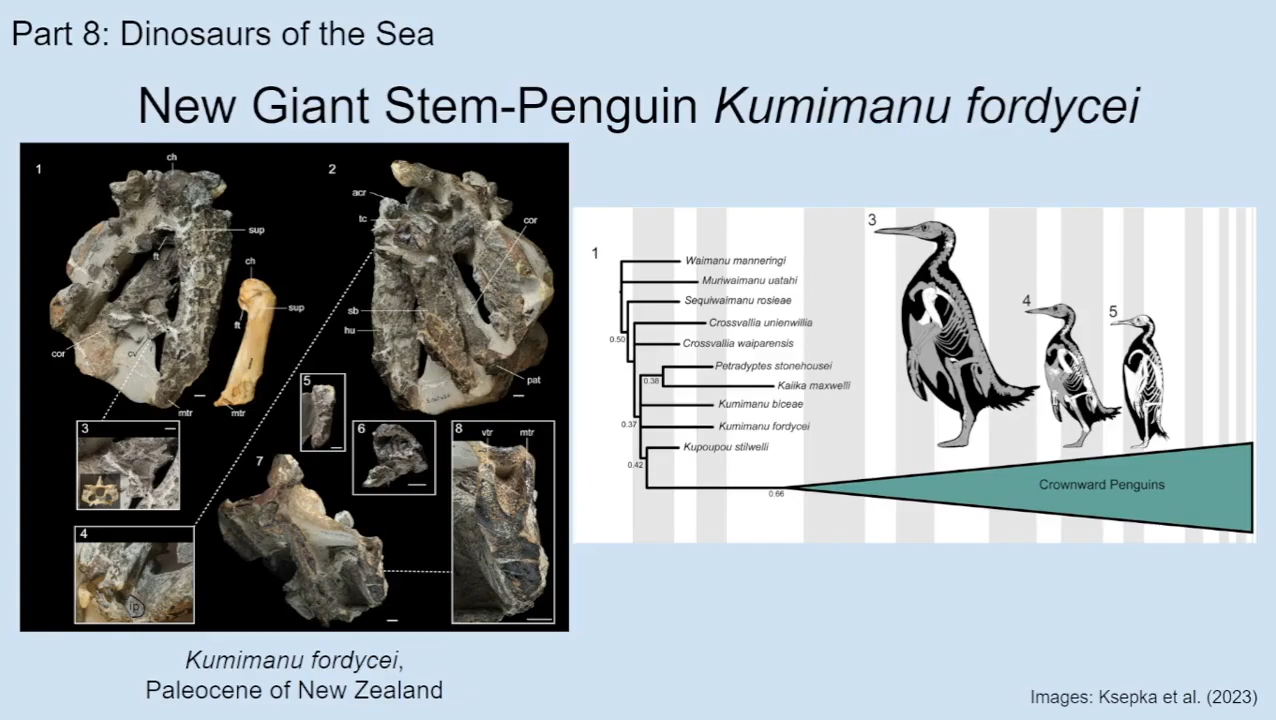 Part 8: Dinosaurs of the Sea
New Giant Stem-Penguin Kumimanu fordycei
1
ch
sup
ft
cor
cv
mtr
ch
sup
ft
mtr
2
acr
tc
cor
sb
hu
pat
3
4
ip
5
6
7
8
vtr
mtr
1
Waimanu manneringi
Muriwaimanu uatahi
Sequiwaimanu rosieae
Crossvallia unienwillia
0.50
Crossvallia waiparensis
Petradyptes stonehousei
0.38
Kaiika maxwelli
Kumimanu biceae
0.37
Kumimanu fordycei
Kupoupou stilwelli
0.42
0.66
Crownward Penguins
3
4
5
Kumimanu fordycei,
Paleocene of New Zealand
Images: Ksepka et al. (2023)